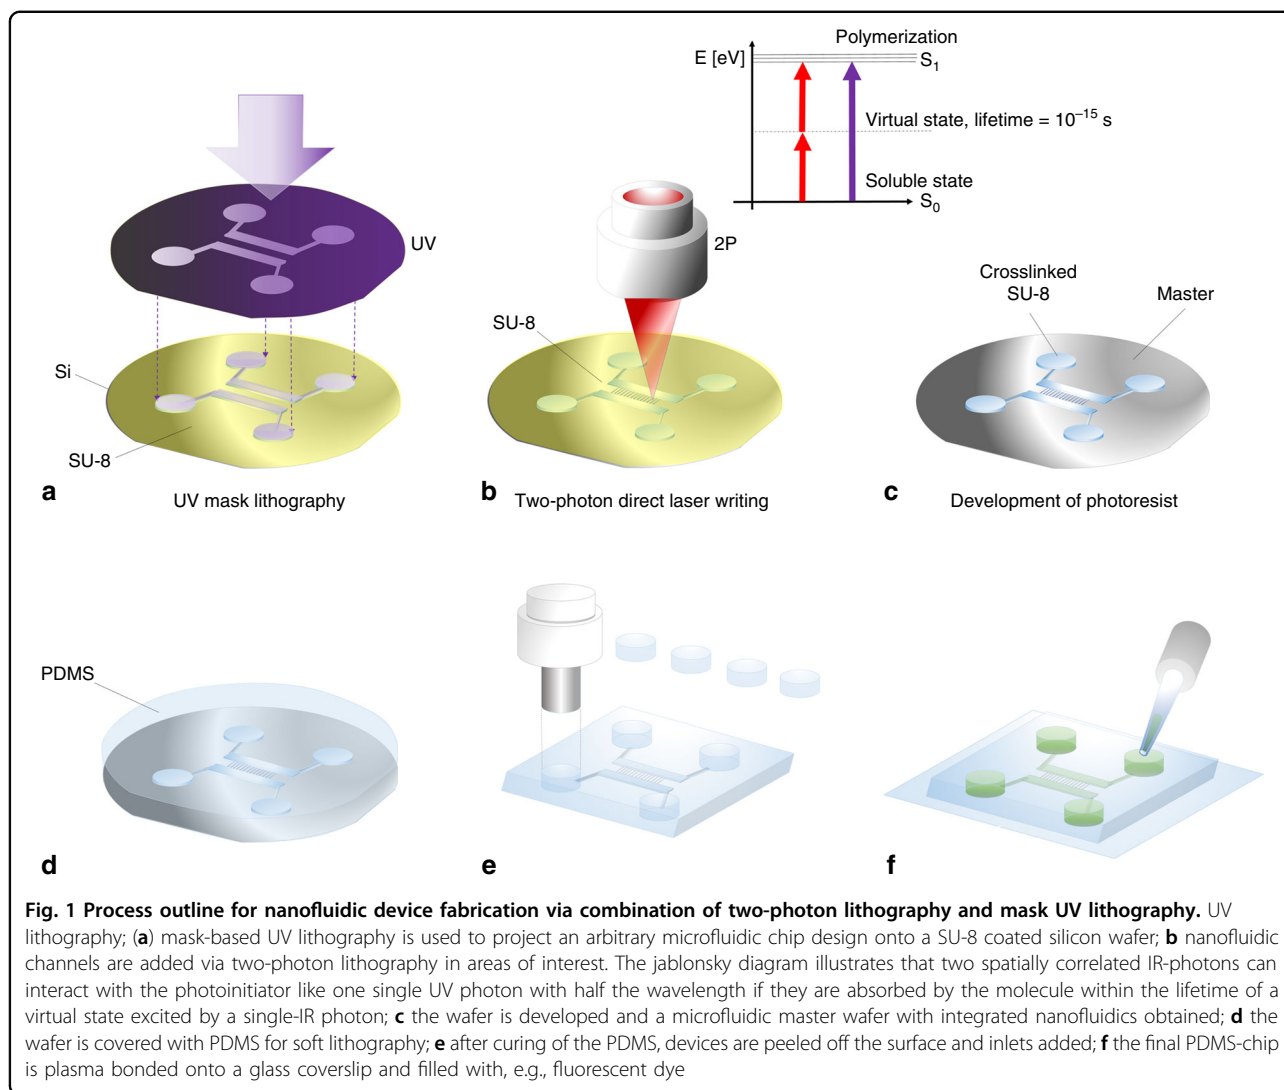 Polymerization
E [eV]
S1
Virtual state, lifetime = 10–15 s
Soluble state
S0
UV
2P
Crosslinked
SU-8
Master
SU-8
Si
SU-8
a
UV mask lithography
b
Two-photon direct laser writing
c
Development of photoresist
PDMS
d
e
f
Fig. 1 Process outline for nanofluidic device fabrication via combination of two-photon lithography and mask UV lithography. UV
lithography; (a) mask-based UV lithography is used to project an arbitrary microfluidic chip design onto a SU-8 coated silicon wafer; b nanofluidic
channels are added via two-photon lithography in areas of interest. The jablonsky diagram illustrates that two spatially correlated IR-photons can
interact with the photoinitiator like one single UV photon with half the wavelength if they are absorbed by the molecule within the lifetime of a
virtual state excited by a single-IR photon; c the wafer is developed and a microfluidic master wafer with integrated nanofluidics obtained; d the
wafer is covered with PDMS for soft lithography; e after curing of the PDMS, devices are peeled off the surface and inlets added; f the final PDMS-chip
is plasma bonded onto a glass coverslip and filled with, e.g., fluorescent dye